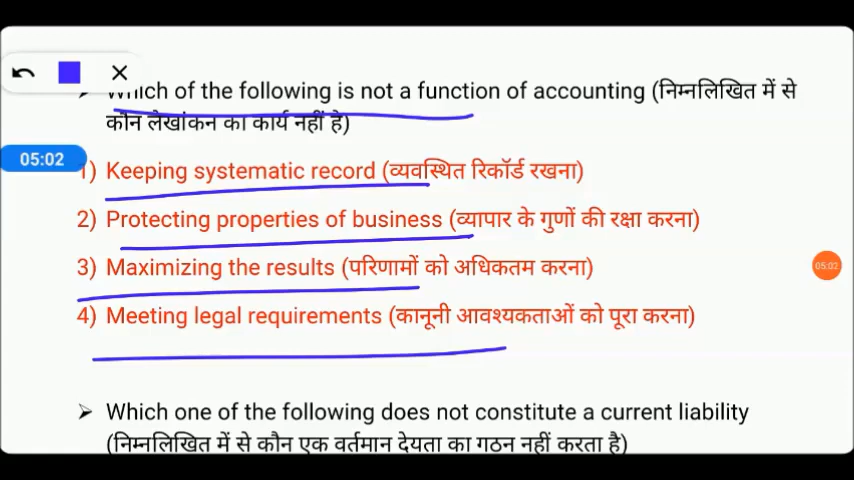 Which of the following is not a function of accounting (निम्नलिखित में से
कौन लेखांकन का कार्य नहीं है)
05:02
1) Keeping systematic record (व्यवस्थित रिकॉर्ड रखना)
2) Protecting properties of business (व्यापार के गुणों की रक्षा करना)
3) Maximizing the results (परिणामों को अधिकतम करना)
05:02
4) Meeting legal requirements (कानूनी आवश्यकताओं को पूरा करना)
Which one of the following does not constitute a current liability
(निम्नलिखित में से कौन एक वर्तमान देयता का गठन नहीं करता है)